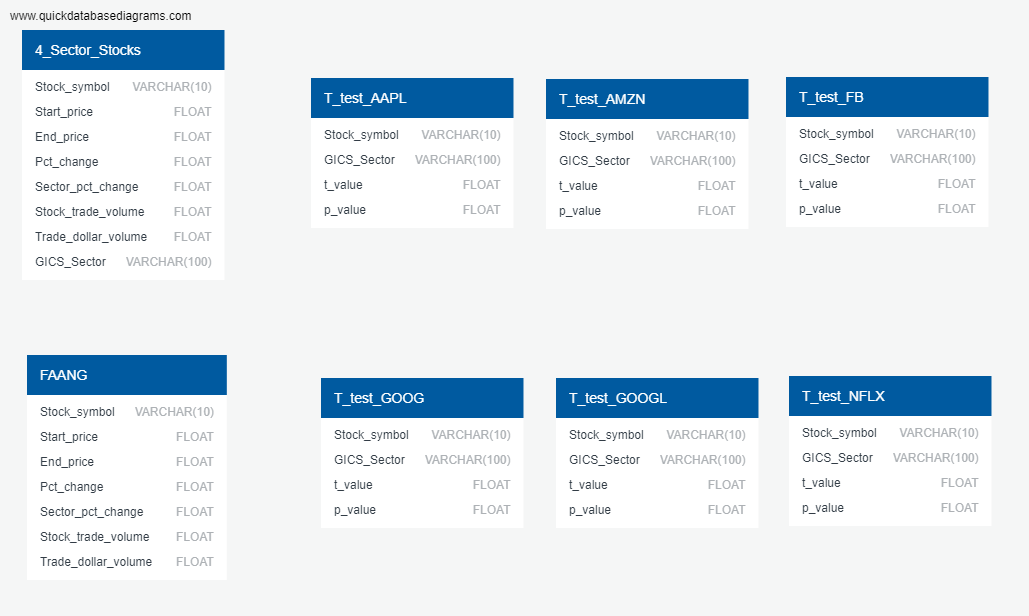 www.quickdatabasediagrams.com
4_Sector_Stocks
Stock_symbol VARCHAR(10)
Start_price FLOAT
End_price FLOAT
Pct_change FLOAT
Sector_pct_change FLOAT
Stock_trade_volume FLOAT
Trade_dollar_volume FLOAT
GICS_Sector VARCHAR(100)
T_test_AAPL
Stock_symbol VARCHAR(10)
GICS_Sector VARCHAR(100)
t_value FLOAT
p_value FLOAT
T_test_AMZN
Stock_symbol VARCHAR(10)
GICS_Sector VARCHAR(100)
t_value FLOAT
p_value FLOAT
T_test_FB
Stock_symbol VARCHAR(10)
GICS_Sector VARCHAR(100)
t_value FLOAT
p_value FLOAT
FAANG
Stock_symbol VARCHAR(10)
Start_price FLOAT
End_price FLOAT
Pct_change FLOAT
Sector_pct_change FLOAT
Stock_trade_volume FLOAT
Trade_dollar_volume FLOAT
T_test_GOOG
Stock_symbol VARCHAR(10)
GICS_Sector VARCHAR(100)
t_value FLOAT
p_value FLOAT
T_test_GOOGL
Stock_symbol VARCHAR(10)
GICS_Sector VARCHAR(100)
t_value FLOAT
p_value FLOAT
T_test_NFLX
Stock_symbol VARCHAR(10)
GICS_Sector VARCHAR(100)
t_value FLOAT
p_value FLOAT